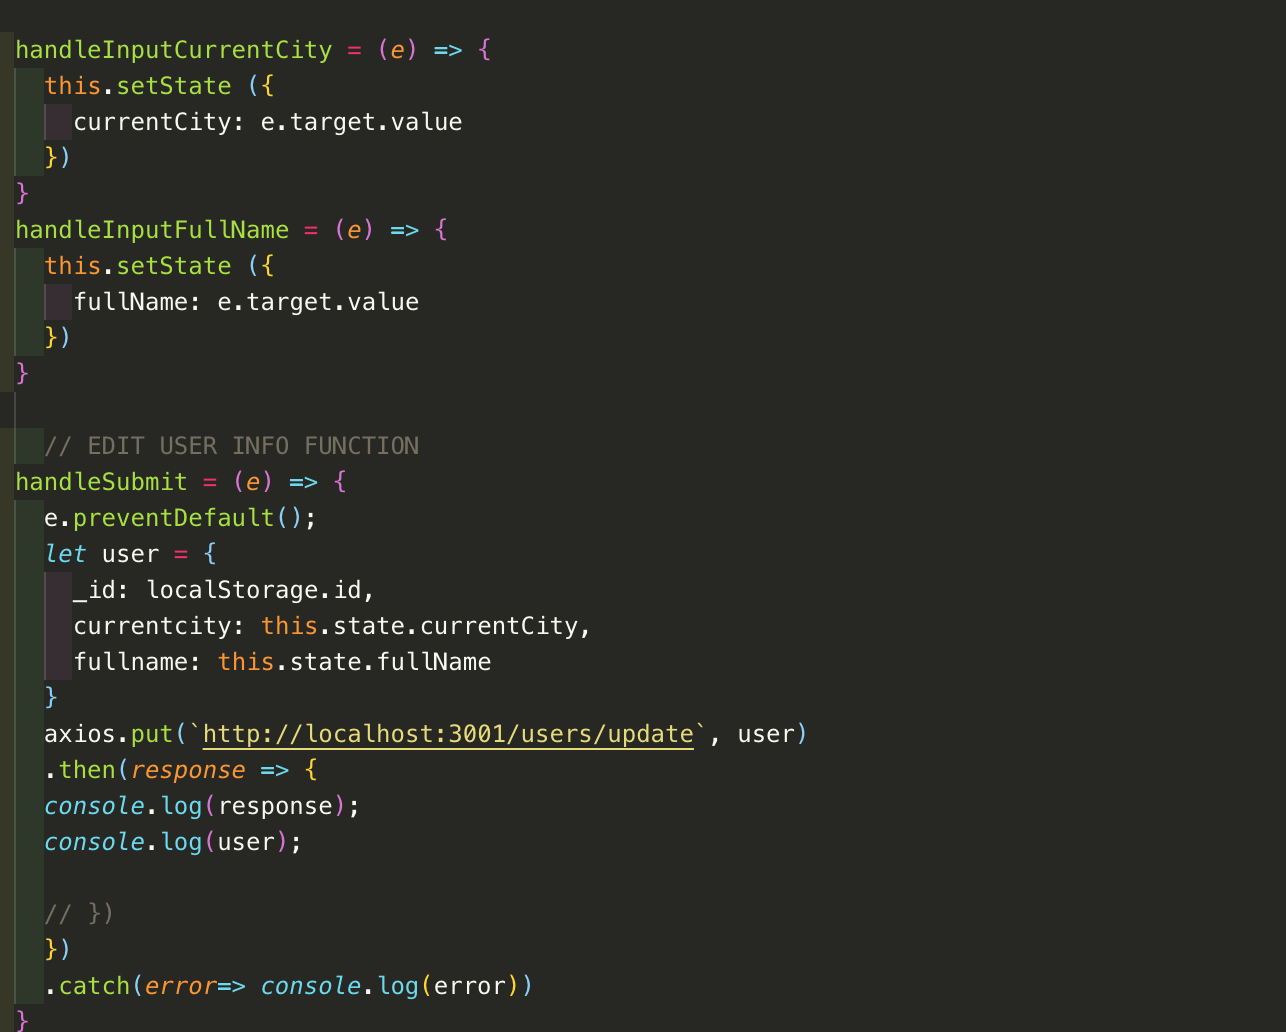 handleInputCurrentCity = (e) => {
  this.setState ({
    currentCity: e.target.value
  })
}
handleInputFullName = (e) => {
  this.setState ({
    fullName: e.target.value
  })
}

  // EDIT USER INFO FUNCTION
handleSubmit = (e) => {
  e.preventDefault();
  let user = {
    _id: localStorage.id,
    currentcity: this.state.currentCity,
    fullname: this.state.fullName
  }
  axios.put(`http://localhost:3001/users/update`, user)
  .then(response => {
  console.log(response);
  console.log(user);

  // })
  })
  .catch(error=> console.log(error))
}